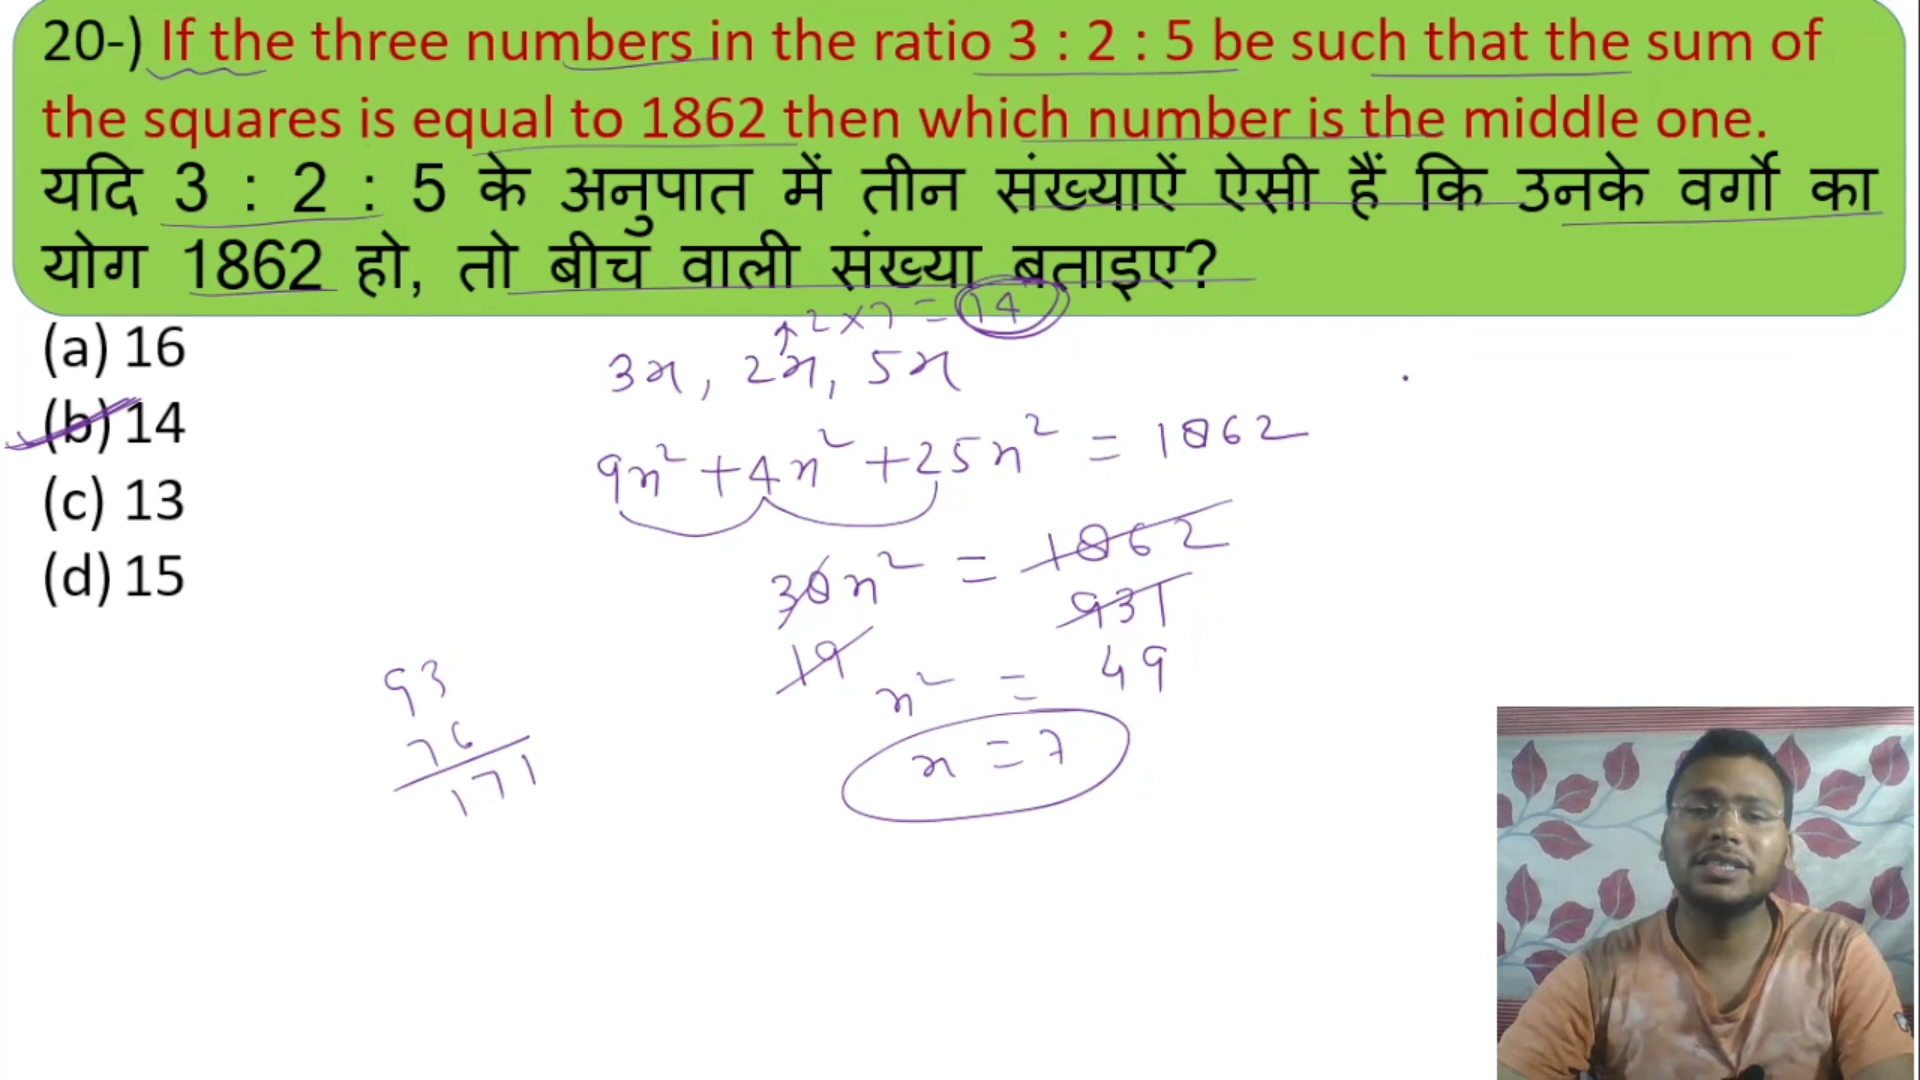 20-) If the three numbers in the ratio 3 : 2 : 5 be such that the sum of
the squares is equal to 1862 then which number is the middle one.
यदि 3 : 2 : 5 के अनुपात में तीन संख्याऐं ऐसी हैं कि उनके वर्गो का
योग 1862 हो, तो बीच वाली संख्या बताइए?
(a) 16
(b) 14
(c) 13
(d) 15
2×7 = 14
3x, 2x, 5x
9x² + 4x² + 25x² = 1862
38x² = 1862
19 931
x² = 49
x = 7
93
76
171